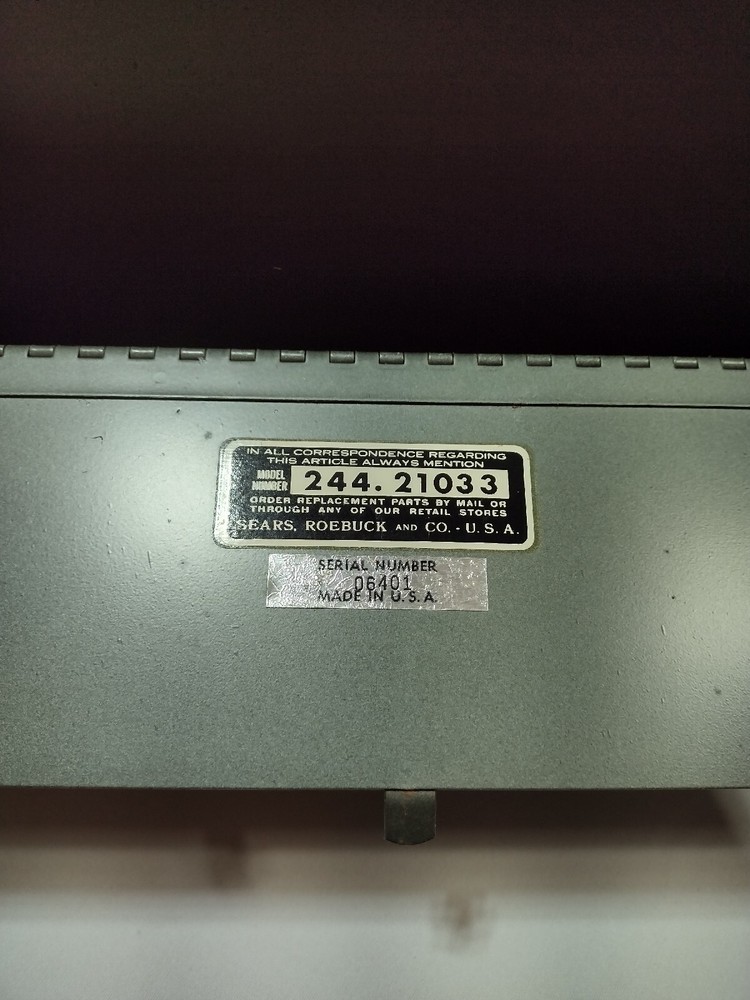 IN ALL CORRESPONDENCE REGARDING
THIS ARTICLE ALWAYS MENTION
MODEL NUMBER 244.21033
ORDER REPLACEMENT PARTS BY MAIL OR
THROUGH ANY OF OUR RETAIL STORES
SEARS, ROEBUCK AND CO. - U.S.A.
SERIAL NUMBER
06401
MADE IN U.S.A.